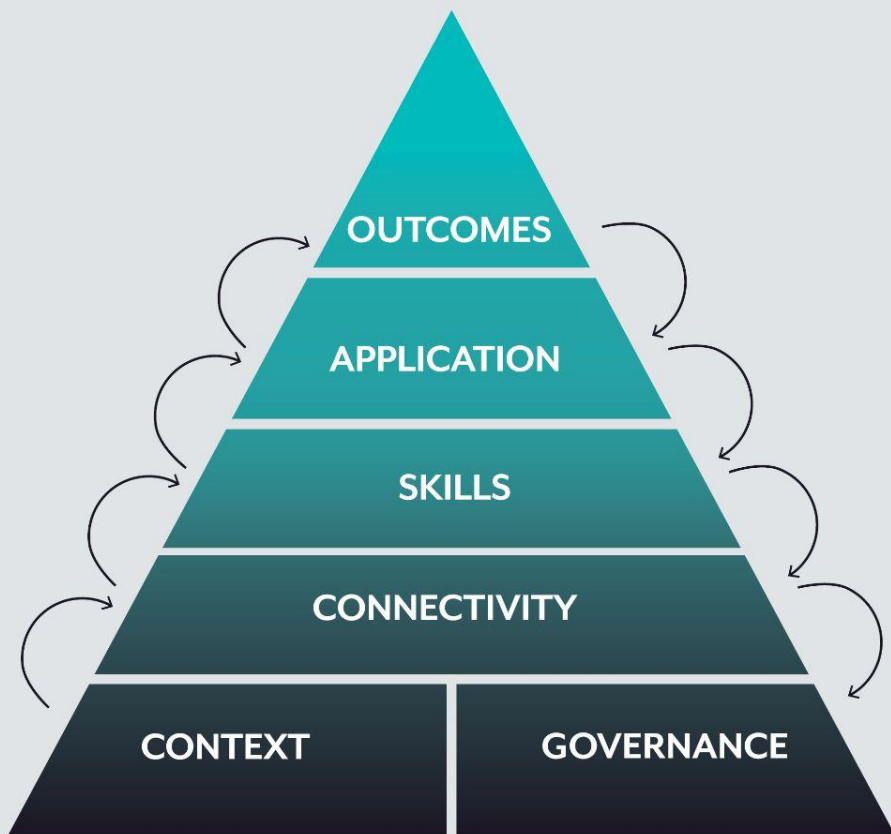 OUTCOMES
APPLICATION
SKILLS
CONNECTIVITY
CONTEXT
GOVERNANCE